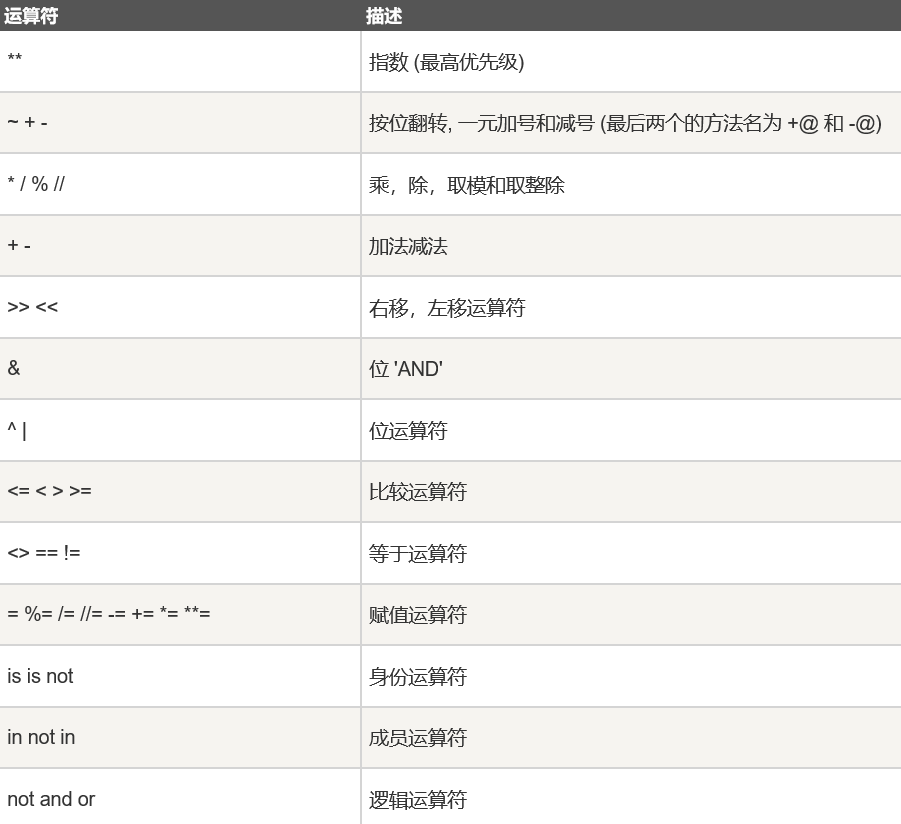 运算符 描述
** 指数 (最高优先级)
~ + - 按位翻转, 一元加号和减号 (最后两个的方法名为 +@ 和 -@)
* / % // 乘，除，取模和取整除
+ - 加法减法
>> << 右移，左移运算符
& 位 'AND'
^ | 位运算符
<= < > >= 比较运算符
<> == != 等于运算符
= %= /= //= -= += *= **= 赋值运算符
is is not 身份运算符
in not in 成员运算符
not and or 逻辑运算符